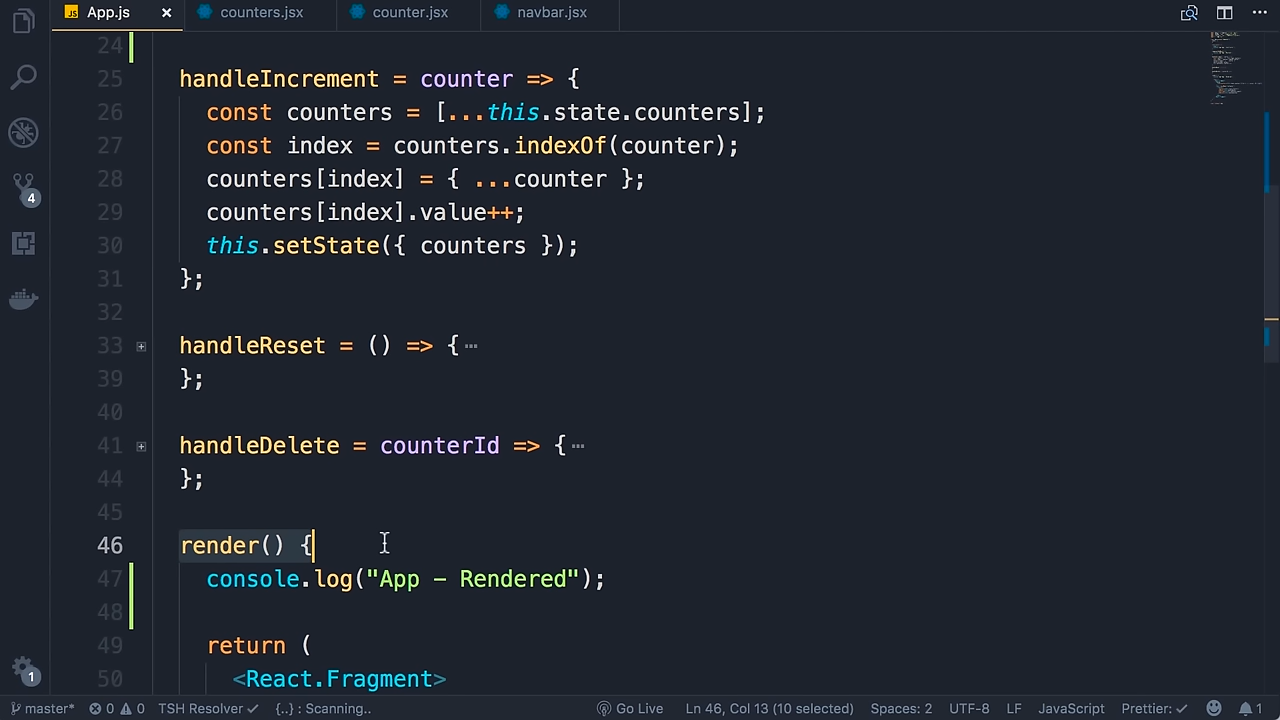 JS App.js × counters.jsx counter.jsx navbar.jsx
24
25 handleIncrement = counter => {
26 const counters = [...this.state.counters];
27 const index = counters.indexOf(counter);
28 counters[index] = { ...counter };
29 counters[index].value++;
30 this.setState({ counters });
31 };
32
33 handleReset = () => {⋯
39 };
40
41 handleDelete = counterId => {⋯
44 };
45
46 render() {
47 console.log("App – Rendered");
48
49 return (
50 <React.Fragment>
4
1
master* 0 0 TSH Resolver ✓ {..} : Scanning.. Go Live Ln 46, Col 13 (10 selected) Spaces: 2 UTF-8 LF JavaScript Prettier: ✓ 1